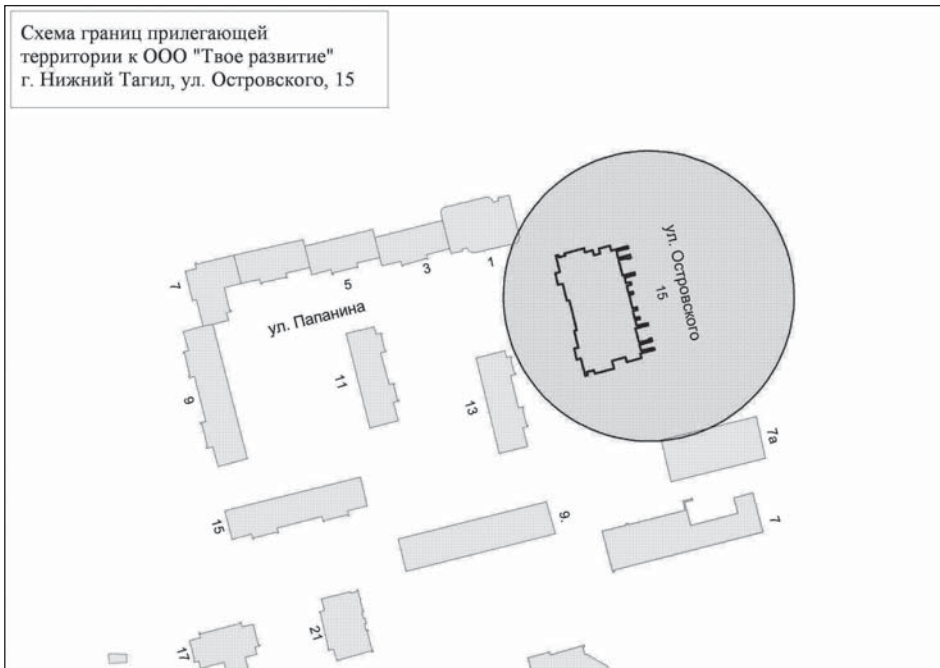 Схема границ прилегающей
территории к ООО "Твое развитие"
г. Нижний Тагил, ул. Островского, 15
ул. Островского
15
1
3
5
7
ул. Папанина
9
11
13
7а
15
9.
7
21
17